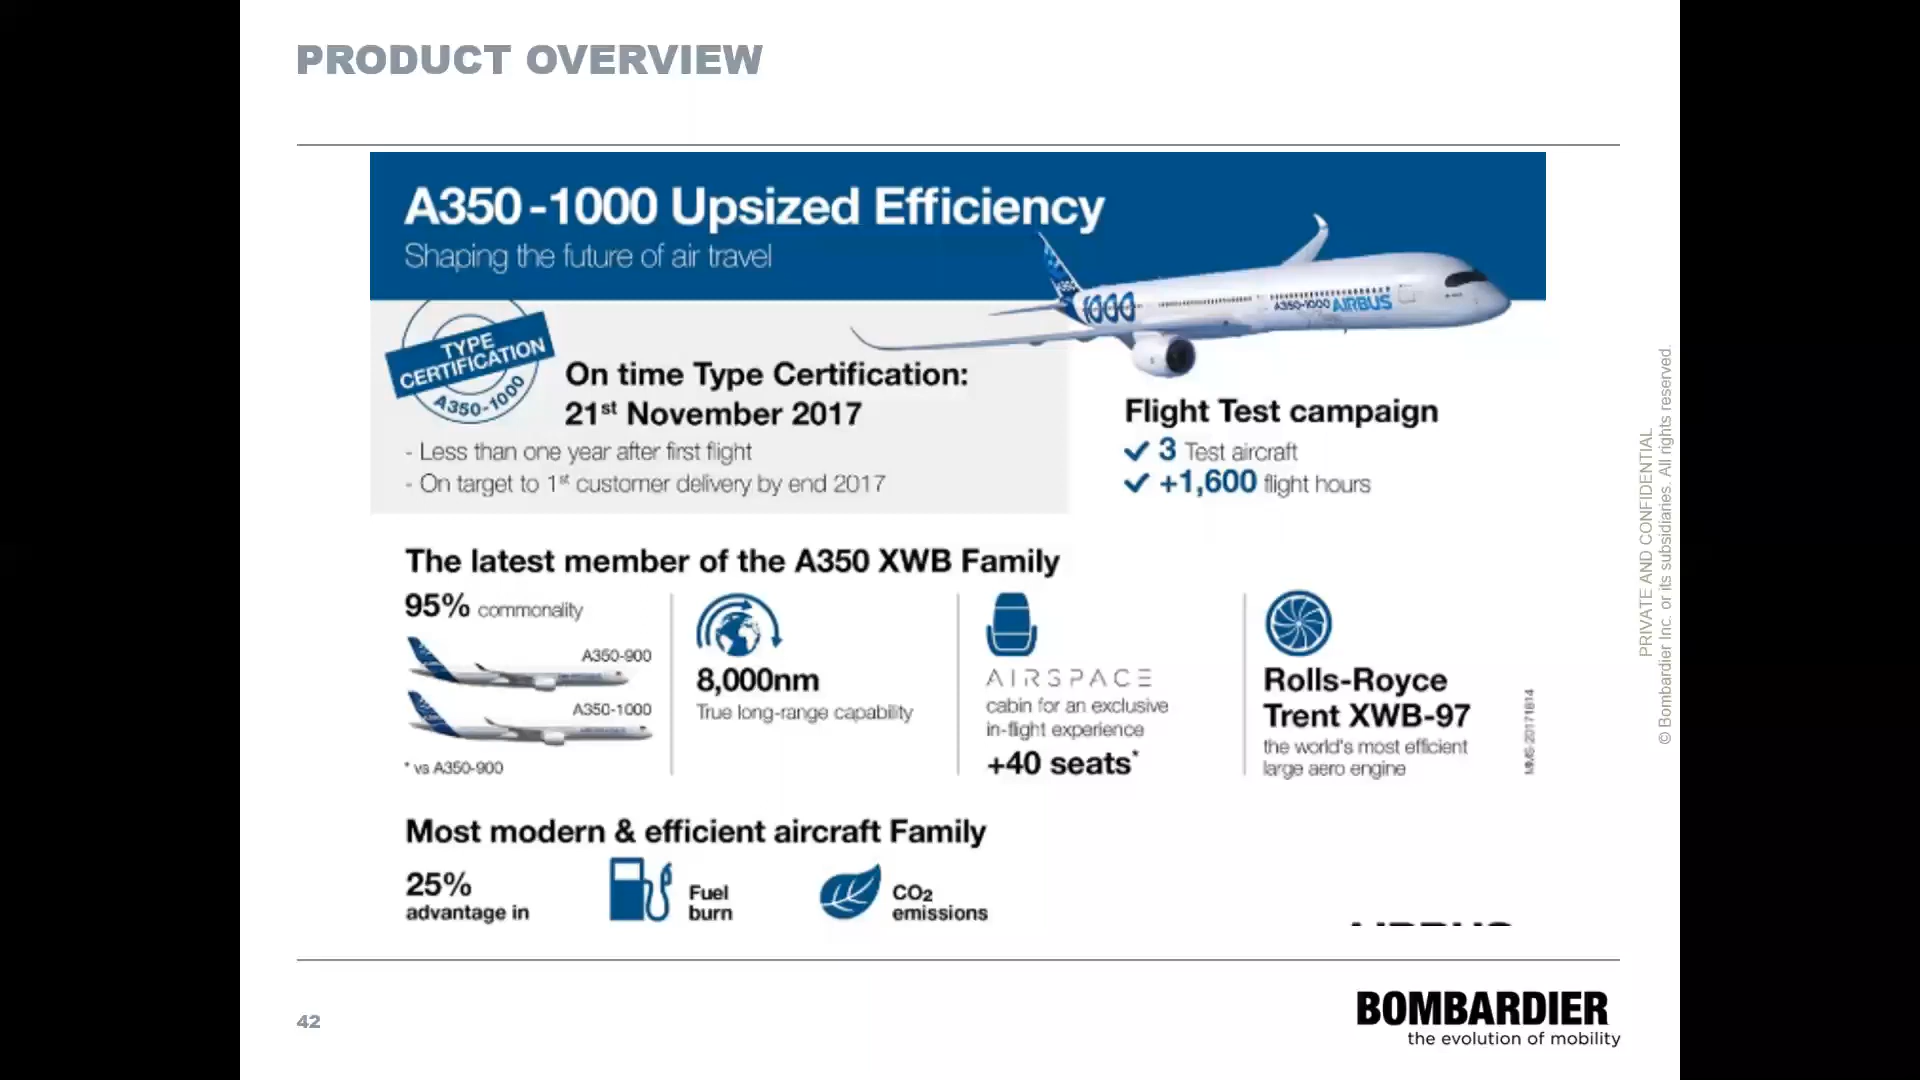 PRODUCT OVERVIEW
A350-1000 Upsized Efficiency
Shaping the future of air travel
1000
A350-1000 AIRBUS
TYPE
CERTIFICATION
A350-1000
On time Type Certification:
21st November 2017
- Less than one year after first flight
- On target to 1st customer delivery by end 2017
Flight Test campaign
3 Test aircraft
+1,600 flight hours
The latest member of the A350 XWB Family
95% commonality
A350-900
A350-1000
* vs A350-900
8,000nm
True long-range capability
AIRSPACE
cabin for an exclusive
in-flight experience
+40 seats*
Rolls-Royce
Trent XWB-97
the world's most efficient
large aero engine
MMS-20171814
Most modern & efficient aircraft Family
25%
advantage in
Fuel
burn
CO2
emissions
PRIVATE AND CONFIDENTIAL
© Bombardier Inc. or its subsidiaries. All rights reserved.
42
BOMBARDIER
the evolution of mobility